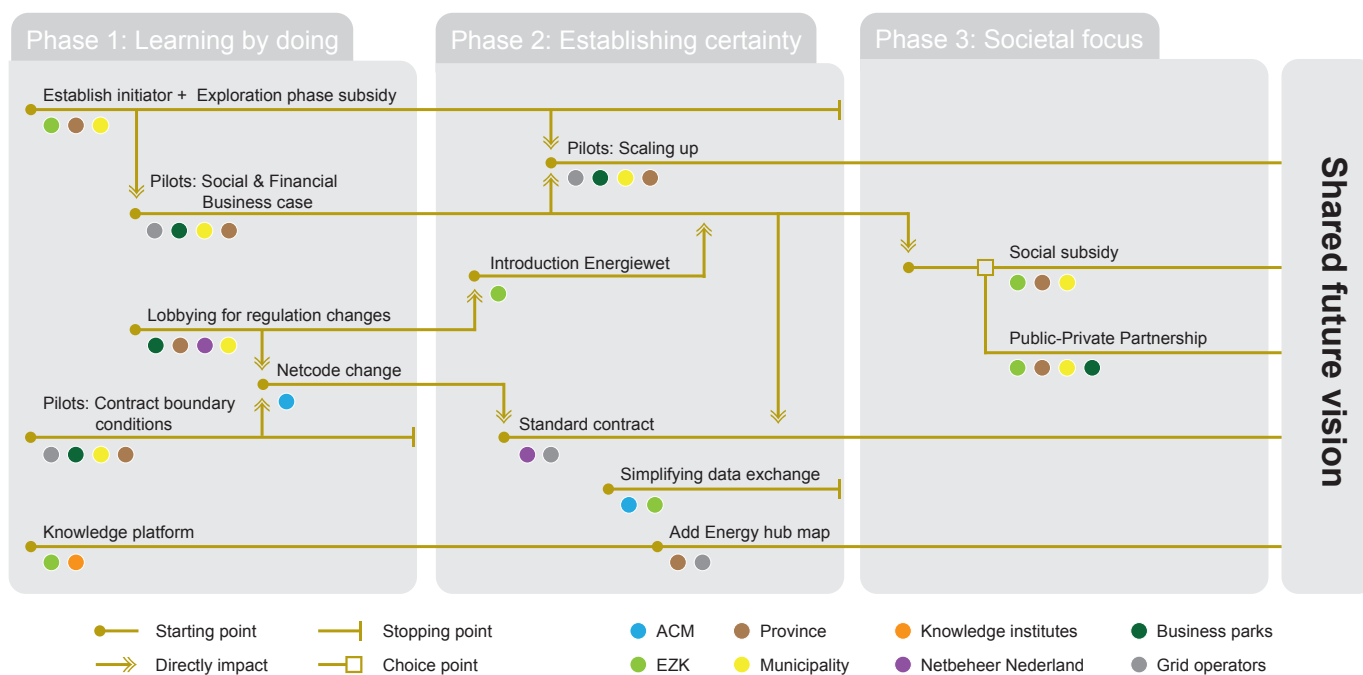 Phase 1: Learning by doing
Phase 2: Establishing certainty
Phase 3: Societal focus
Establish initiator + Exploration phase subsidy
Pilots: Scaling up
Pilots: Social & Financial
Business case
Social subsidy
Introduction Energiewet
Lobbying for regulation changes
Public-Private Partnership
Netcode change
Pilots: Contract boundary
conditions
Standard contract
Simplifying data exchange
Knowledge platform
Add Energy hub map
Shared future vision
Starting point
Stopping point
ACM
Province
Knowledge institutes
Business parks
Directly impact
Choice point
EZK
Municipality
Netbeheer Nederland
Grid operators